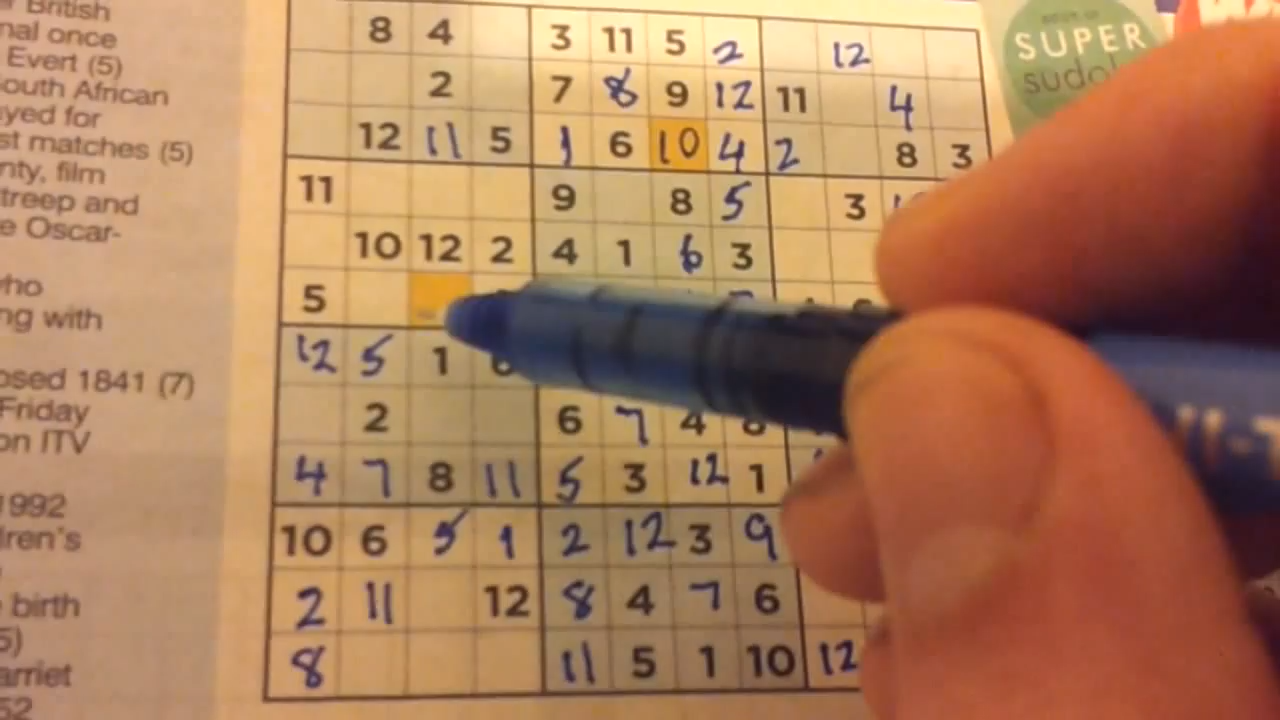 British
nal once
Evert (5)
outh African
yed for
st matches (5)
nty, film
treep and
e Oscar-
ho
ng with
osed 1841 (7)
Friday
on ITV
1992
dren's
birth
5)
arriet
52
SUPER
sudo
8 4 3 11 5 2 12
2 7 8 9 12 11 4
12 11 5 1 6 10 4 2 8 3
11 9 8 5 3
10 12 2 4 1 6 3
5
12 5 1
2 6 7 4
4 7 8 11 5 3 12 1
10 6 5 1 2 12 3 9
2 11 12 8 4 7 6
8 11 5 1 10 12